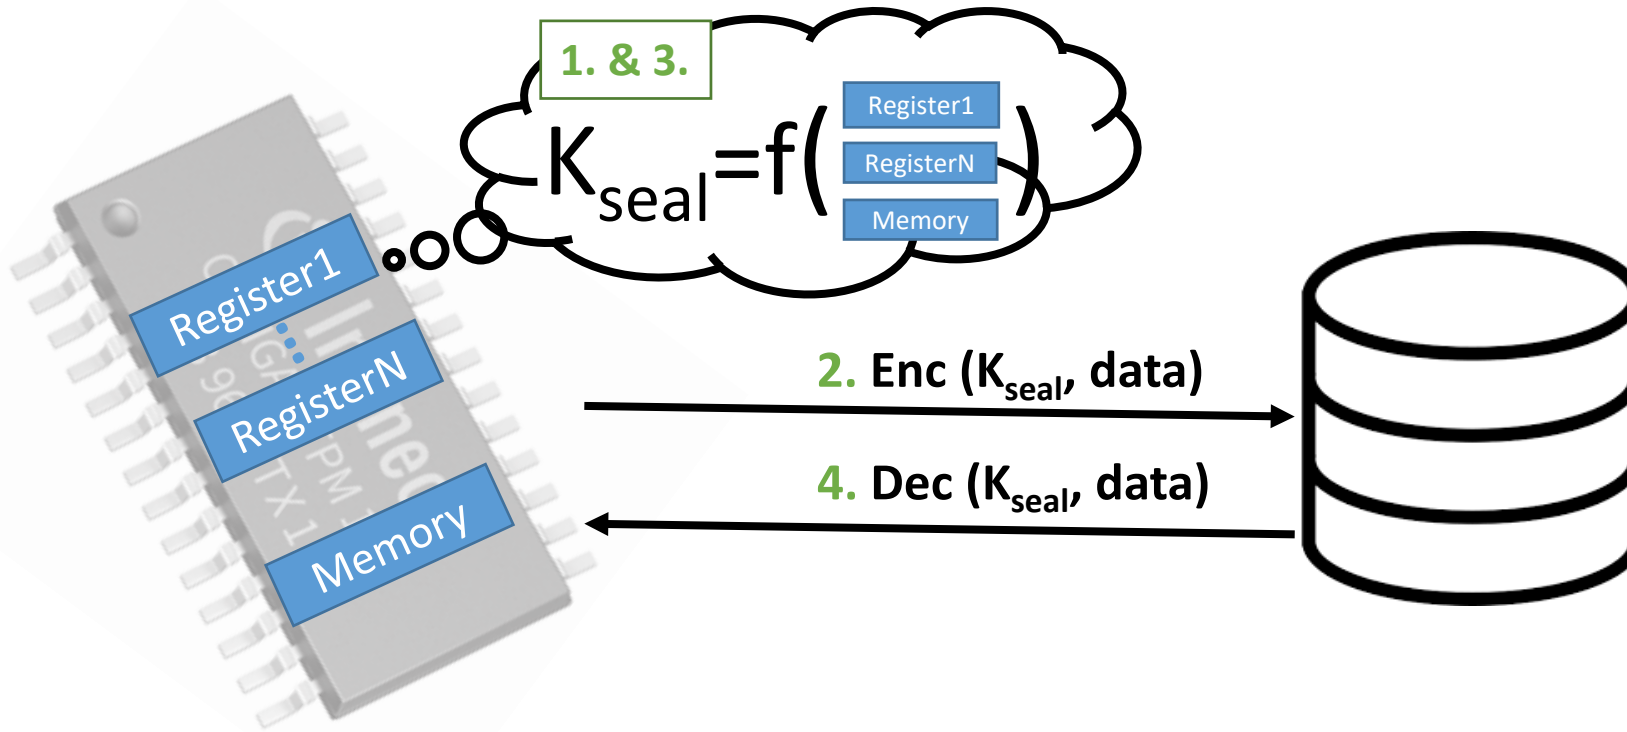 1. & 3.
Kseal=f(
Register1
RegisterN
Memory
)
Register1
RegisterN
Memory
2. Enc (Kseal, data)
4. Dec (Kseal, data)